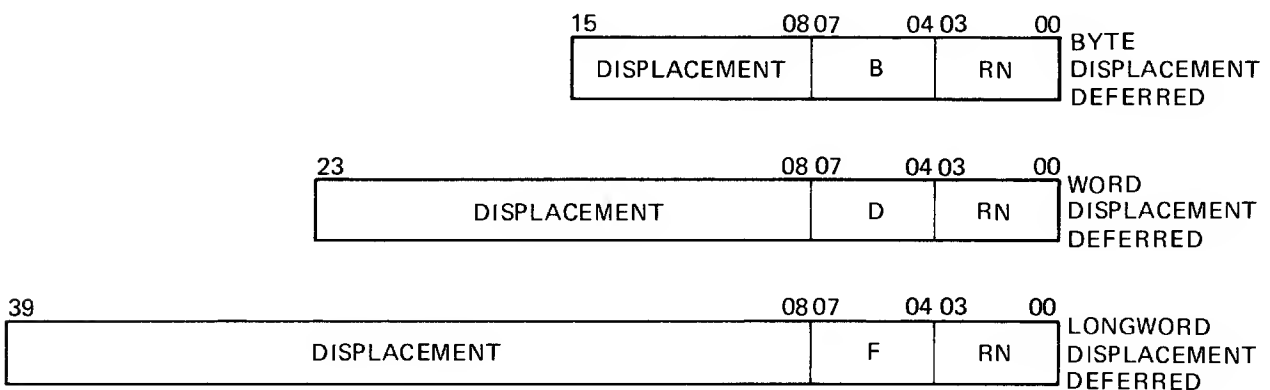 15 08 07 04 03 00
DISPLACEMENT B RN
BYTE
DISPLACEMENT
DEFERRED
23 08 07 04 03 00
DISPLACEMENT D RN
WORD
DISPLACEMENT
DEFERRED
39 08 07 04 03 00
DISPLACEMENT F RN
LONGWORD
DISPLACEMENT
DEFERRED